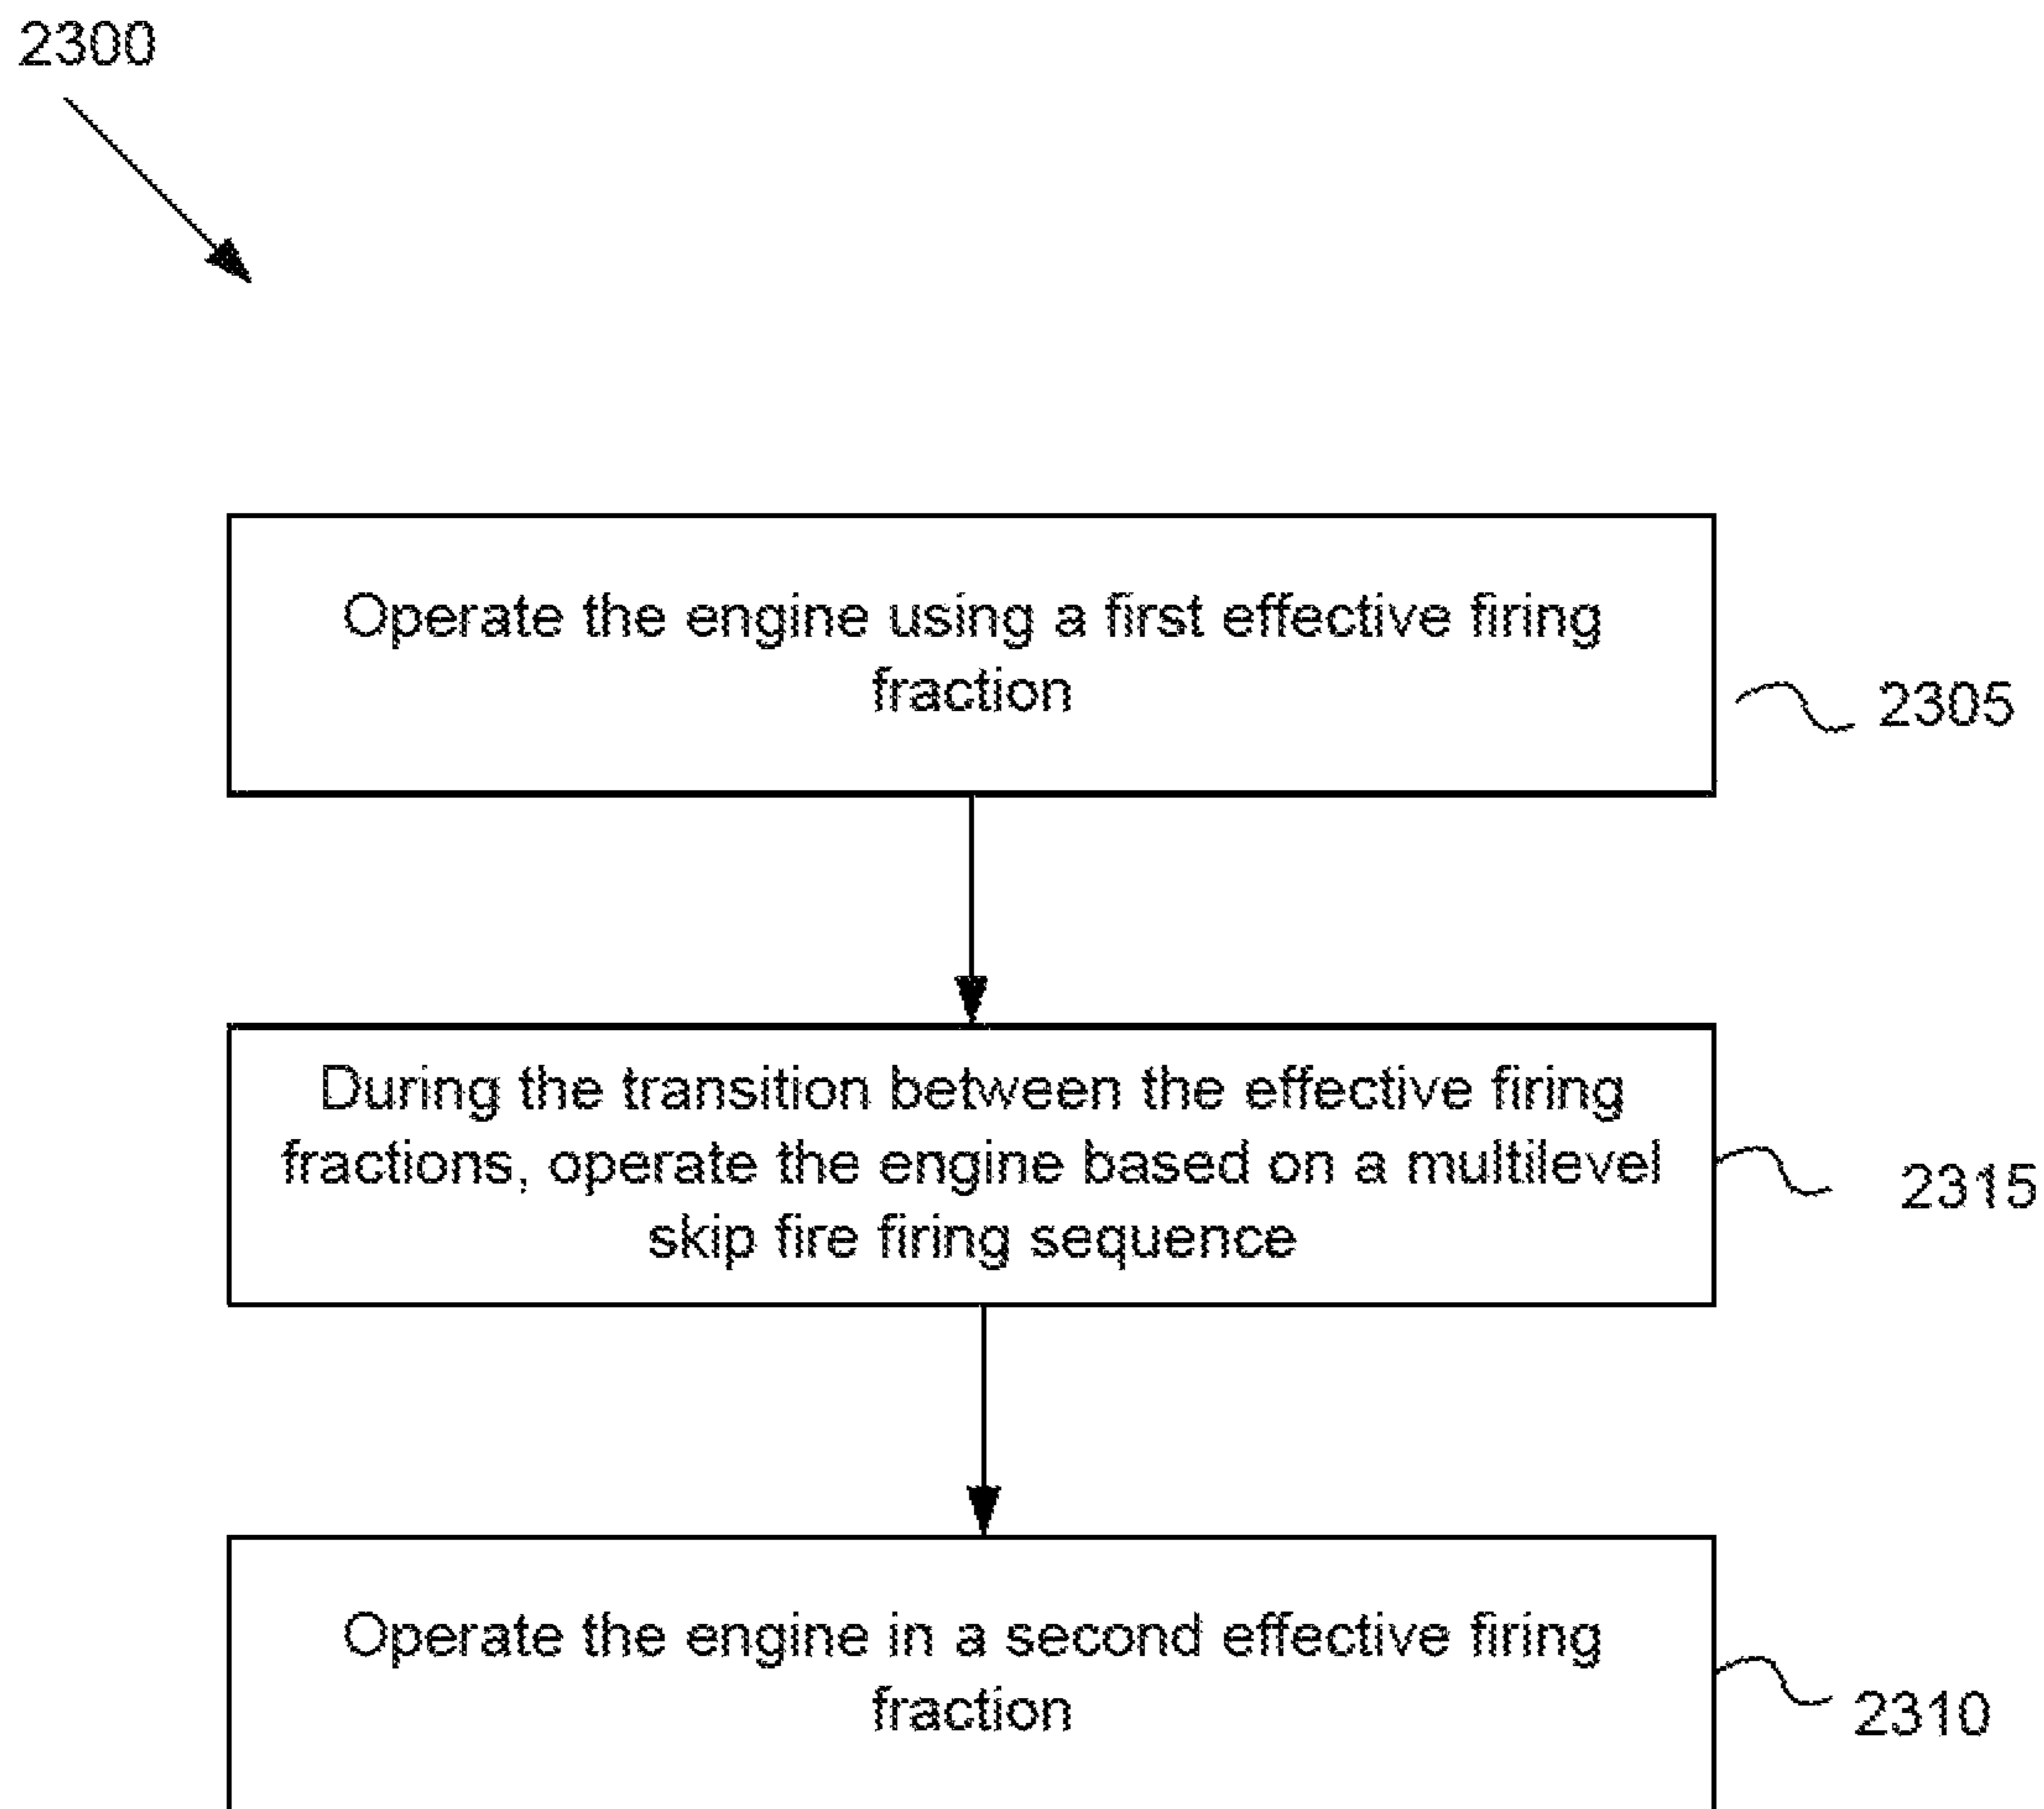 2300
Operate the engine using a first effective firing
fraction
2305
During the transition between the effective firing
fractions, operate the engine based on a multilevel
skip fire firing sequence
2315
Operate the engine in a second effective firing
fraction
2310